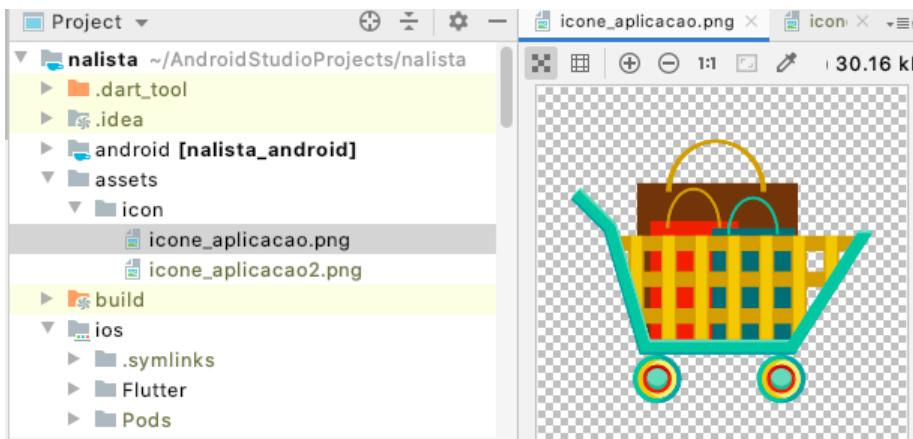 Project
nalista ~/AndroidStudioProjects/nalista
.dart_tool
.idea
android [nalista_android]
assets
icon
icone_aplicacao.png
icone_aplicacao2.png
build
ios
.symlinks
Flutter
Pods
icone_aplicacao.png
icon
1:1
30.16